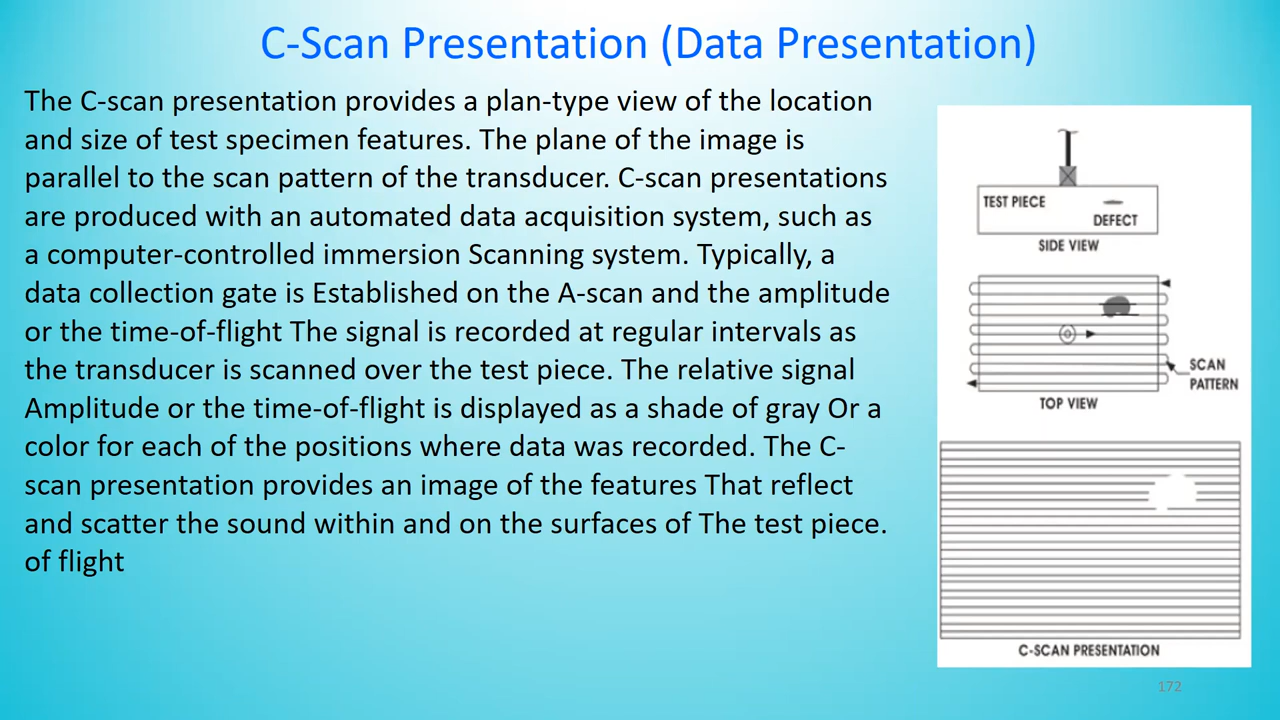 C-Scan Presentation (Data Presentation)
The C-scan presentation provides a plan-type view of the location
and size of test specimen features. The plane of the image is
parallel to the scan pattern of the transducer. C-scan presentations
are produced with an automated data acquisition system, such as
a computer-controlled immersion Scanning system. Typically, a
data collection gate is Established on the A-scan and the amplitude
or the time-of-flight The signal is recorded at regular intervals as
the transducer is scanned over the test piece. The relative signal
Amplitude or the time-of-flight is displayed as a shade of gray Or a
color for each of the positions where data was recorded. The C-
scan presentation provides an image of the features That reflect
and scatter the sound within and on the surfaces of The test piece.
of flight
TEST PIECE
DEFECT
SIDE VIEW
SCAN
PATTERN
TOP VIEW
C-SCAN PRESENTATION
172